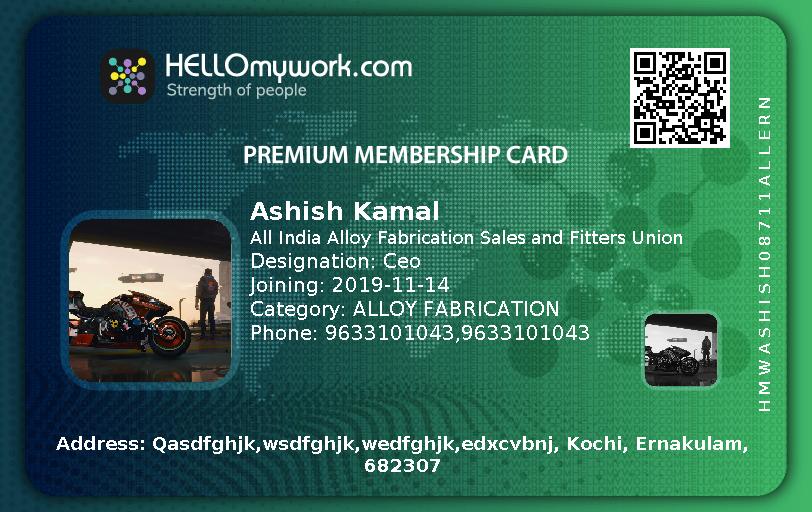 HELLOmywork.com
Strength of people
PREMIUM MEMBERSHIP CARD
Ashish Kamal
All India Alloy Fabrication Sales and Fitters Union
Designation: Ceo
Joining: 2019-11-14
Category: ALLOY FABRICATION
Phone: 9633101043,9633101043
HMWASHISH08711ALLERN
Address: Qasdfghjk,wsdfghjk,wedfghjk,edxcvbnj, Kochi, Ernakulam,
682307